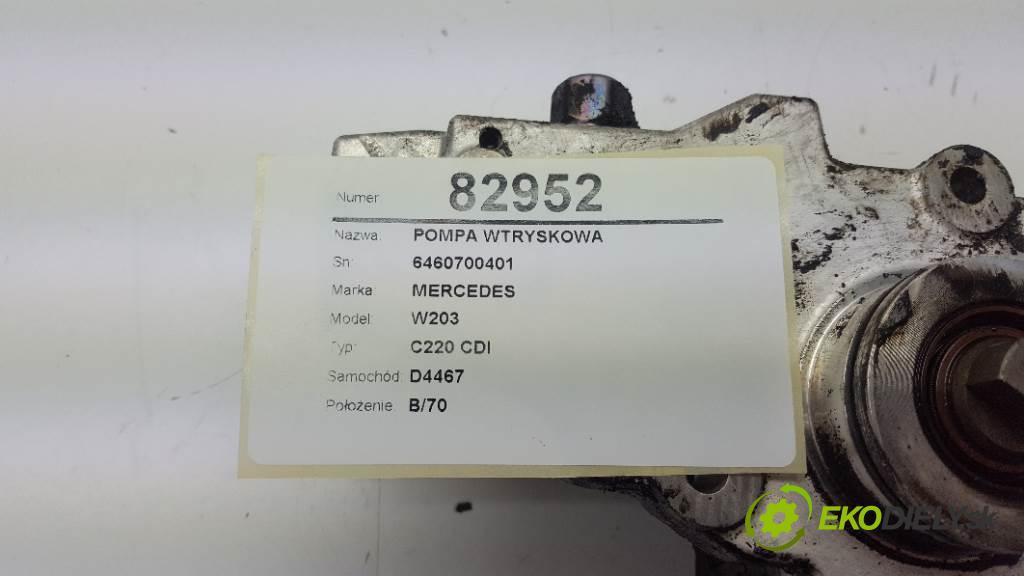 Numer: 82952
Nazwa: POMPA WTRYSKOWA
Sn: 6460700401
Marka: MERCEDES
Model: W203
Typ: C220 CDI
Samochód: D4467
Położenie: B/70
EKODIELY.sk